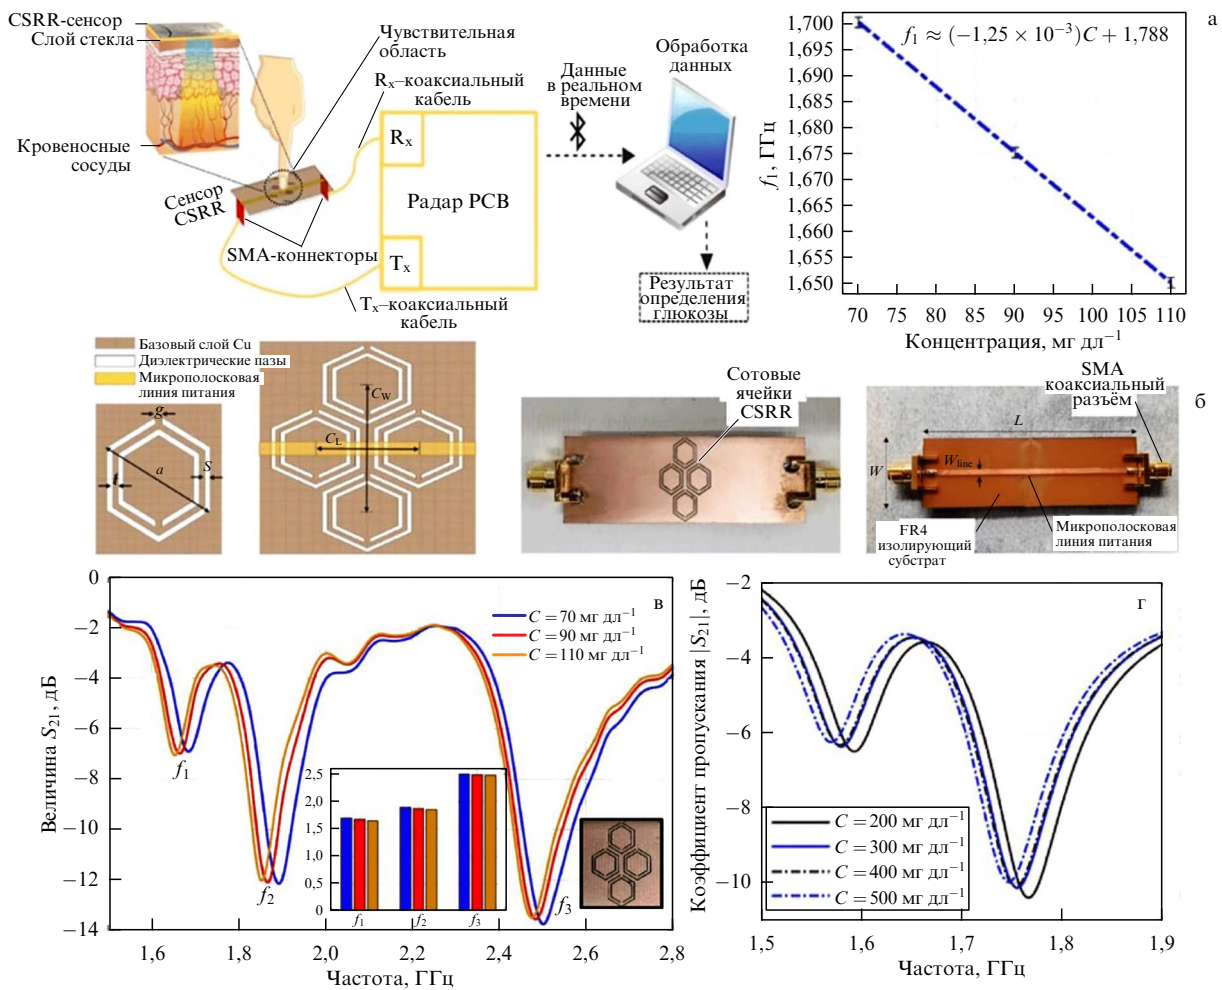 CSRR-сенсор
Слой стекла
Кровеносные
сосуды
Чувствительная
область
Rₓ–коаксиальный
кабель
Сенсор
CSRR
SMA-коннекторы
Rₓ
Радар PCB
Tₓ
Tₓ–коаксиальный
кабель
Данные
в реальном
времени
Обработка
данных
Результат
определения
глюкозы
а
f₁ ≈ (−1,25 × 10⁻³)C + 1,788
f₁, ГГц
1,700
1,695
1,690
1,685
1,680
1,675
1,670
1,665
1,660
1,655
1,650
70 75 80 85 90 95 100 105 110
Концентрация, мг дл⁻¹
Базовый слой Cu
Диэлектрические пазы
Микрополосковая
линия питания
g
a
S
t
C_W
C_L
Сотовые
ячейки
CSRR
SMA
коаксиальный
разъём
б
L
W
W_line
FR4
изолирующий
субстрат
Микрополосковая
линия питания
в
Величина S₂₁, дБ
0
−2
−4
−6
−8
−10
−12
−14
C = 70 мг дл⁻¹
C = 90 мг дл⁻¹
C = 110 мг дл⁻¹
f₁
f₂
f₃
2,5
2,0
1,5
1,0
0,5
0
f₁ f₂ f₃
1,6 1,8 2,0 2,2 2,4 2,6 2,8
Частота, ГГц
г
Коэффициент пропускания |S₂₁|, дБ
−2
−4
−6
−8
−10
C = 200 мг дл⁻¹
C = 300 мг дл⁻¹
C = 400 мг дл⁻¹
C = 500 мг дл⁻¹
1,5 1,6 1,7 1,8 1,9
Частота, ГГц